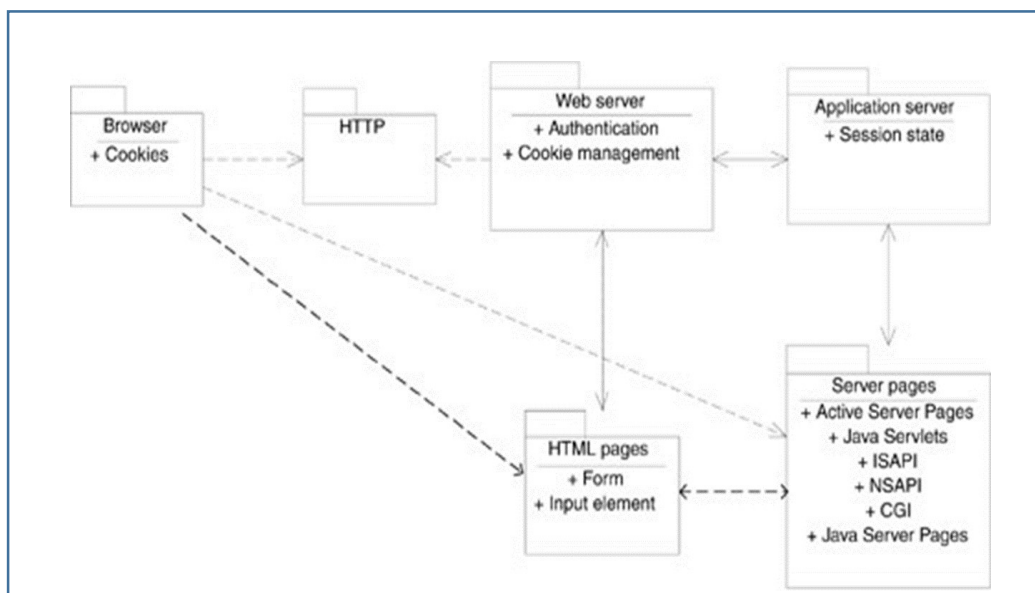 Browser
+ Cookies
HTTP
Web server
+ Authentication
+ Cookie management
Application server
+ Session state
HTML pages
+ Form
+ Input element
Server pages
+ Active Server Pages
+ Java Servlets
+ ISAPI
+ NSAPI
+ CGI
+ Java Server Pages